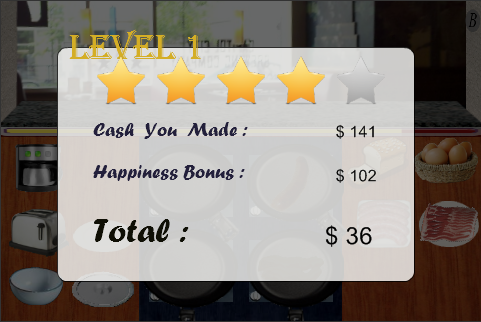 LEVEL 1
B
Cash You Made : $ 141
Happiness Bonus : $ 102
Total : $ 36